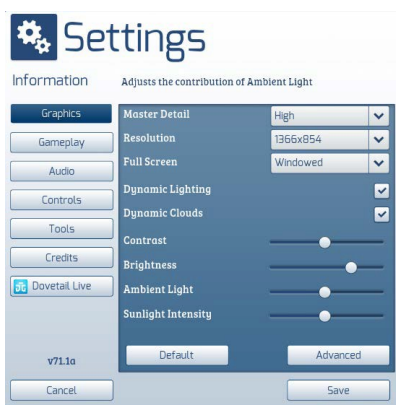 Settings
Information
Adjusts the contribution of Ambient Light
Graphics
Gameplay
Audio
Controls
Tools
Credits
Dovetail Live
v71.1a
Cancel
Master Detail High
Resolution 1366x854
Full Screen Windowed
Dynamic Lighting
Dynamic Clouds
Contrast
Brightness
Ambient Light
Sunlight Intensity
Default Advanced
Save